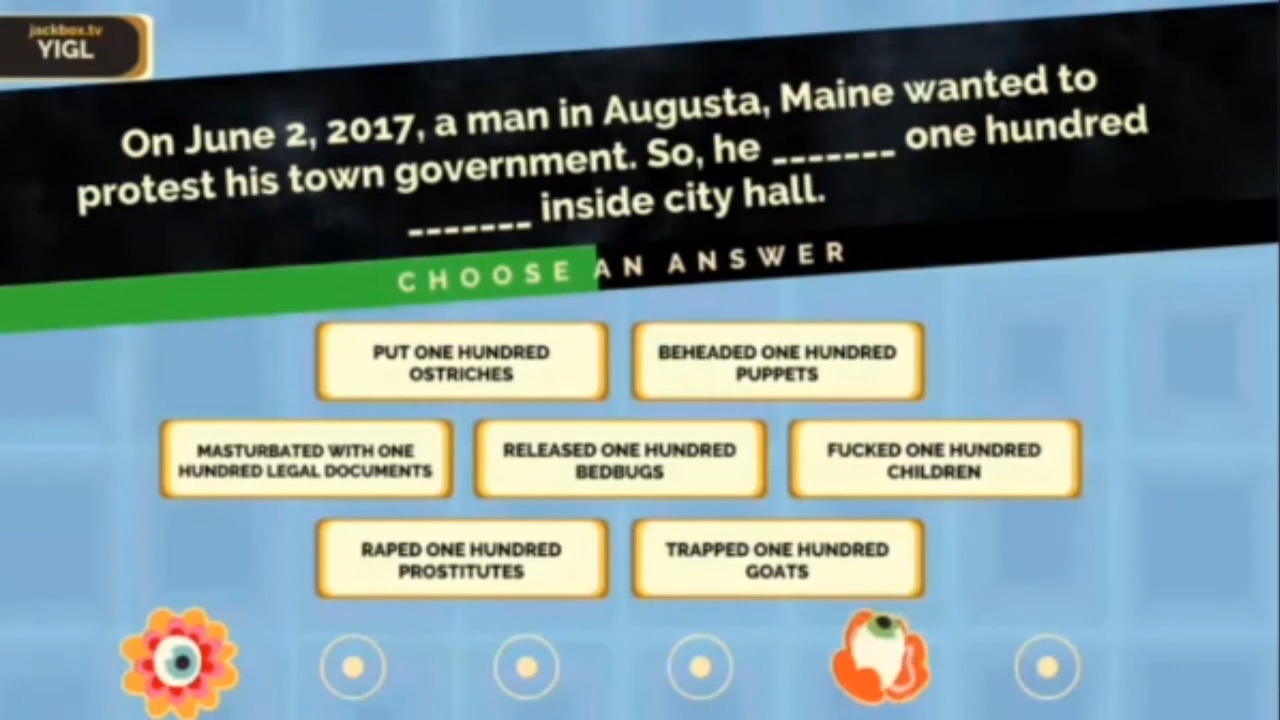 jackbox.tv
YIGL
On June 2, 2017, a man in Augusta, Maine wanted to
protest his town government. So, he _______ one hundred
_______ inside city hall.
CHOOSE AN ANSWER
PUT ONE HUNDRED
OSTRICHES
BEHEADED ONE HUNDRED
PUPPETS
MASTURBATED WITH ONE
HUNDRED LEGAL DOCUMENTS
RELEASED ONE HUNDRED
BEDBUGS
FUCKED ONE HUNDRED
CHILDREN
RAPED ONE HUNDRED
PROSTITUTES
TRAPPED ONE HUNDRED
GOATS